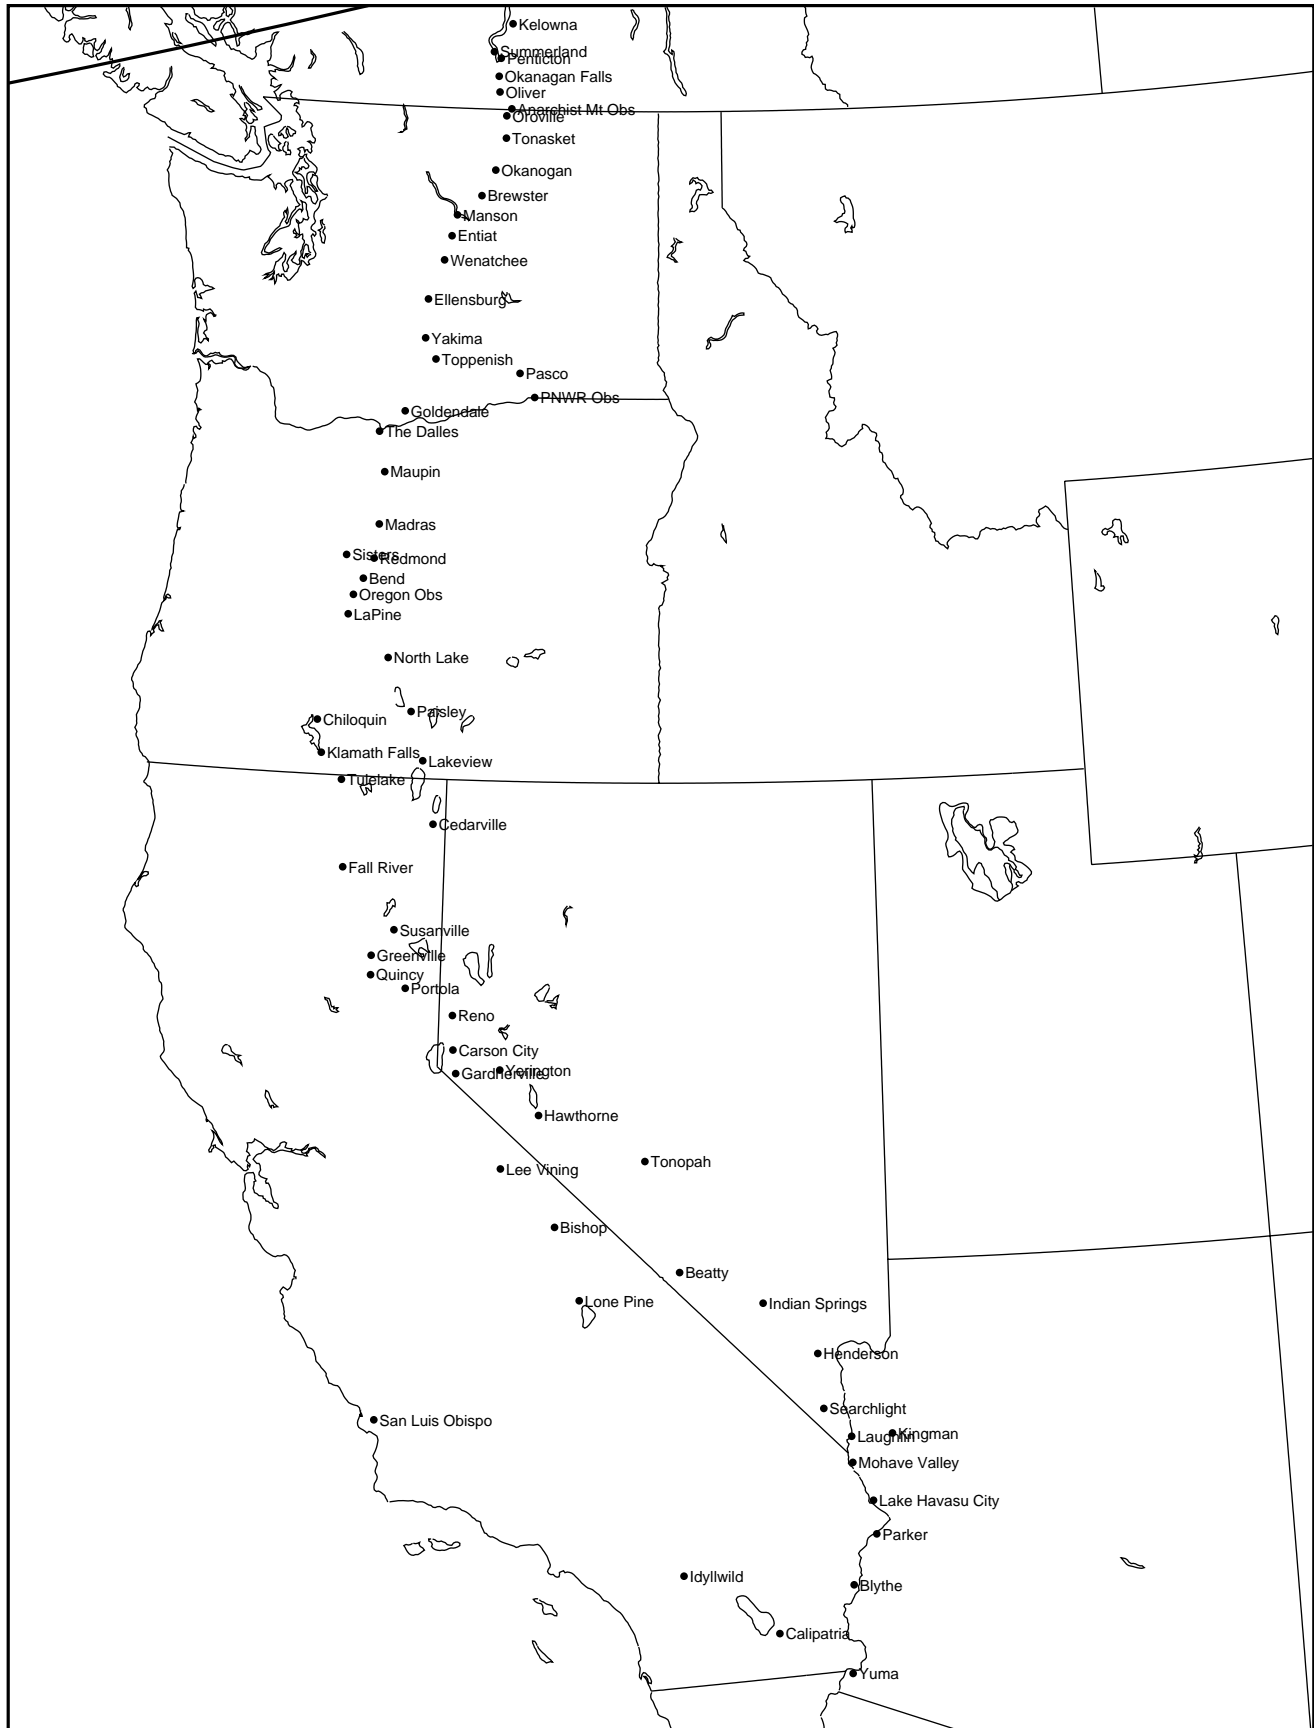 Kelowna
Summerland
Penticton
Okanagan Falls
Oliver
Anarchist Mt Obs
Oroville
Tonasket
Okanogan
Brewster
Manson
Entiat
Wenatchee
Ellensburg
Yakima
Toppenish
Pasco
PNWR Obs
Goldendale
The Dalles
Maupin
Madras
Sisters
Redmond
Bend
Oregon Obs
LaPine
North Lake
Paisley
Chiloquin
Klamath Falls
Lakeview
Tulelake
Cedarville
Fall River
Susanville
Greenville
Quincy
Portola
Reno
Carson City
Yerington
Gardnerville
Hawthorne
Tonopah
Lee Vining
Bishop
Beatty
Lone Pine
Indian Springs
Henderson
Searchlight
San Luis Obispo
Kingman
Laughlin
Mohave Valley
Lake Havasu City
Parker
Idyllwild
Blythe
Calipatria
Yuma